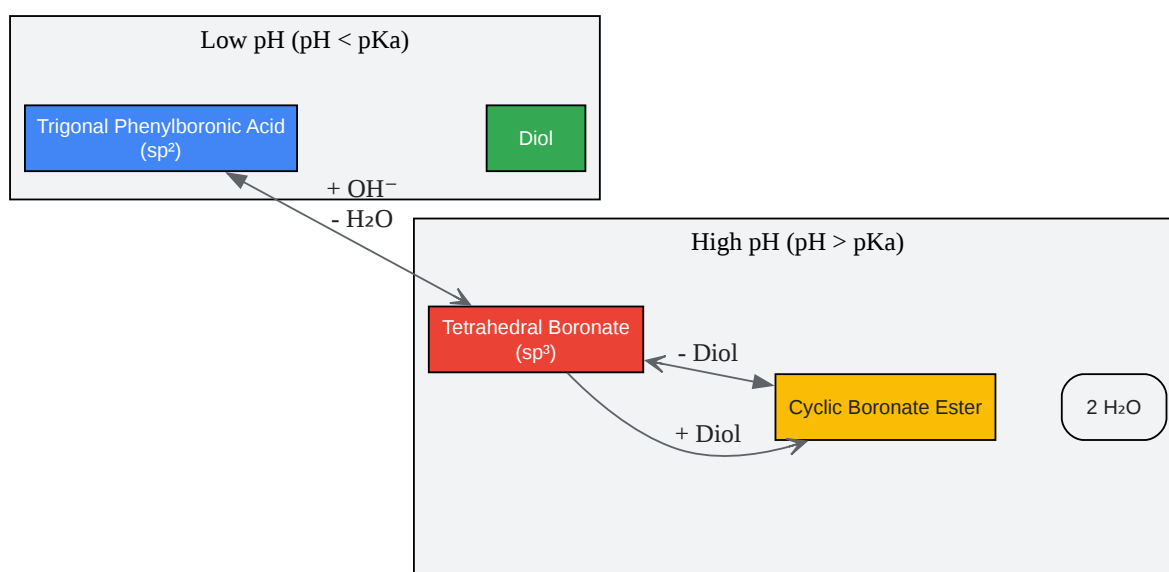 Low pH (pH < pKa)
Trigonal Phenylboronic Acid
(sp²)
Diol
+ OH⁻
- H₂O
High pH (pH > pKa)
Tetrahedral Boronate
(sp³)
- Diol
Cyclic Boronate Ester
2 H₂O
+ Diol